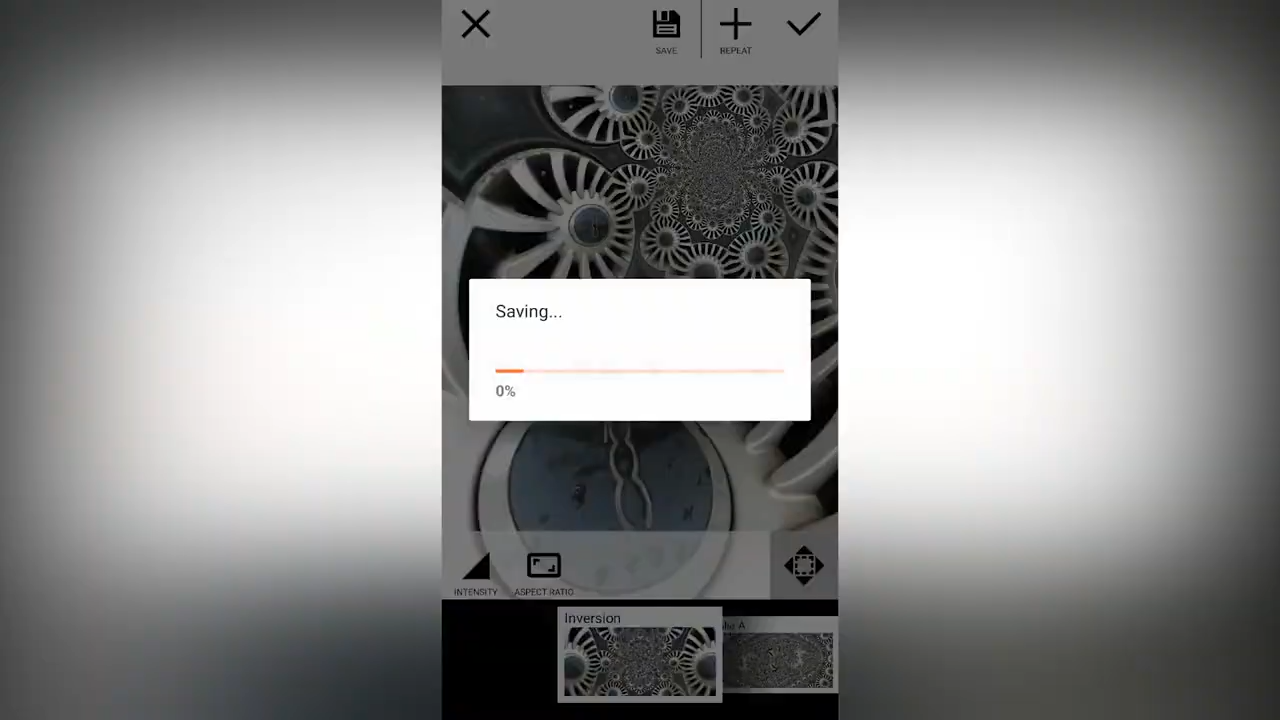 SAVE
REPEAT
Saving...
0%
INTENSITY
ASPECT RATIO
Inversion
A